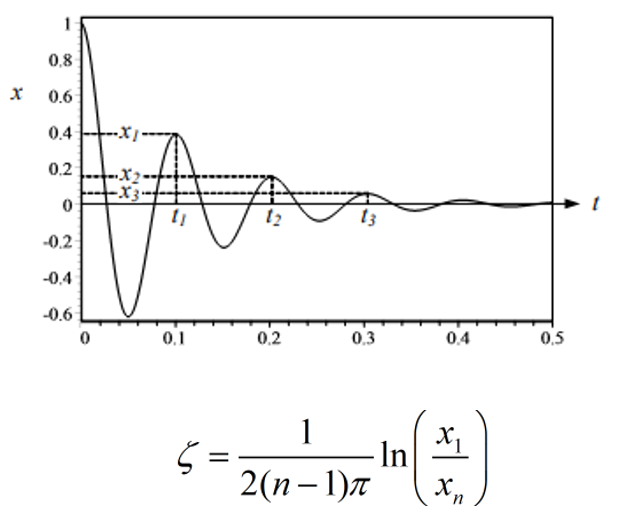 1
0.8
x
0.6
0.4
x1
0.2
x2
x3
0
t1
t2
t3
t
-0.2
-0.4
-0.6
0 0.1 0.2 0.3 0.4 0.5
ζ = 1 / 2(n − 1)π ln(x1 / xn)